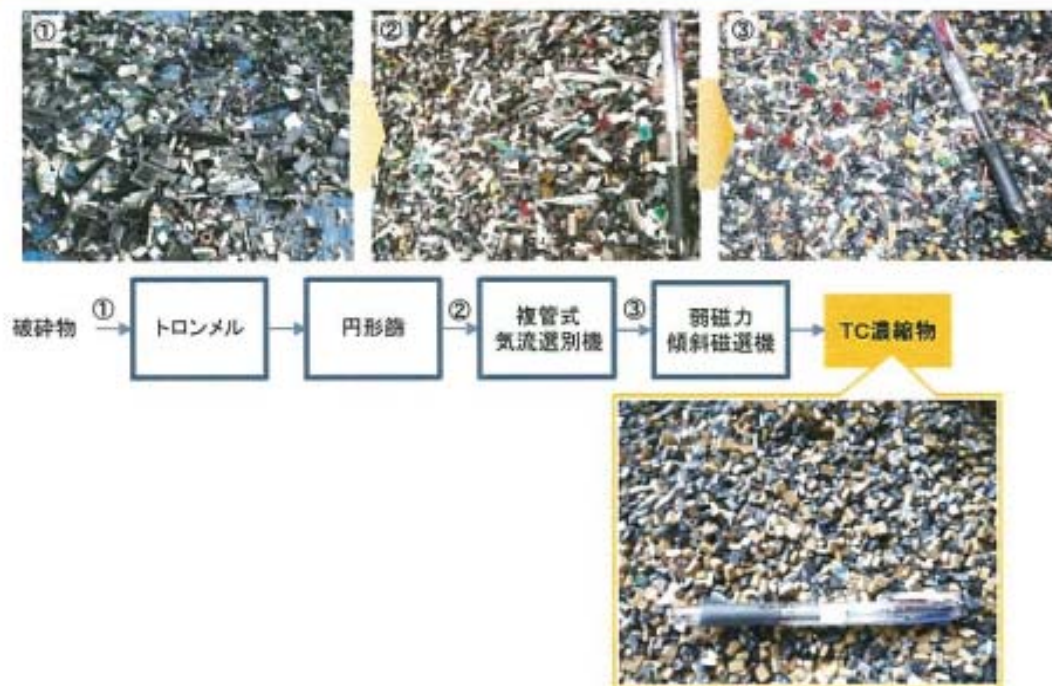 ①
②
③
破砕物
①
トロンメル
円形篩
②
複管式
気流選別機
③
弱磁力
傾斜磁選機
TC濃縮物